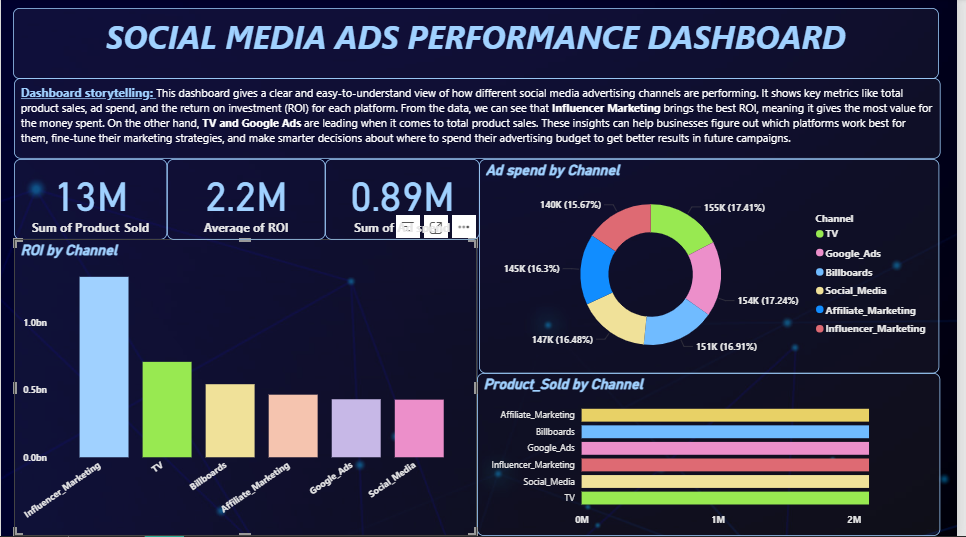 SOCIAL MEDIA ADS PERFORMANCE DASHBOARD
Dashboard storytelling: This dashboard gives a clear and easy-to-understand view of how different social media advertising channels are performing. It shows key metrics like total
product sales, ad spend, and the return on investment (ROI) for each platform. From the data, we can see that Influencer Marketing brings the best ROI, meaning it gives the most value for
the money spent. On the other hand, TV and Google Ads are leading when it comes to total product sales. These insights can help businesses figure out which platforms work best for
them, fine-tune their marketing strategies, and make smarter decisions about where to spend their advertising budget to get better results in future campaigns.
13M
Sum of Product Sold
2.2M
Average of ROI
0.89M
Sum of
ROI by Channel
1.0bn
0.5bn
0.0bn
Influencer_Marketing
TV
Billboards
Affiliate_Marketing
Google_Ads
Social_Media
Ad spend by Channel
140K (15.67%)
155K (17.41%)
145K (16.3%)
154K (17.24%)
147K (16.48%)
151K (16.91%)
Channel
TV
Google_Ads
Billboards
Social_Media
Affiliate_Marketing
Influencer_Marketing
Product_Sold by Channel
Affiliate_Marketing
Billboards
Google_Ads
Influencer_Marketing
Social_Media
TV
0M
1M
2M